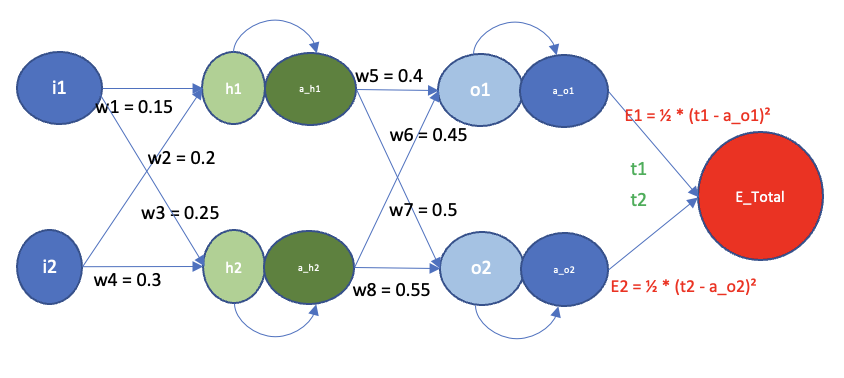 i1
h1
a_h1
w5 = 0.4
o1
a_o1
w1 = 0.15
E1 = ½ * (t1 - a_o1)²
w6 = 0.45
w2 = 0.2
t1
t2
E_Total
w3 = 0.25
w7 = 0.5
i2
h2
a_h2
o2
a_o2
w4 = 0.3
w8 = 0.55
E2 = ½ * (t2 - a_o2)²